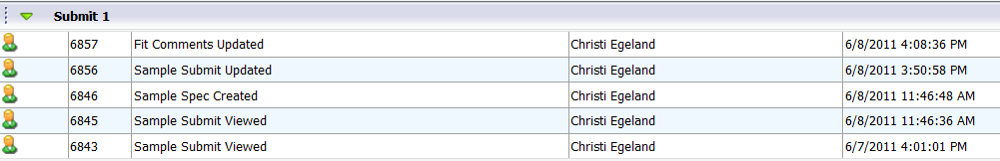 Submit 1
6857 Fit Comments Updated Christi Egeland 6/8/2011 4:08:36 PM
6856 Sample Submit Updated Christi Egeland 6/8/2011 3:50:58 PM
6846 Sample Spec Created Christi Egeland 6/8/2011 11:46:48 AM
6845 Sample Submit Viewed Christi Egeland 6/8/2011 11:46:36 AM
6843 Sample Submit Viewed Christi Egeland 6/7/2011 4:01:01 PM